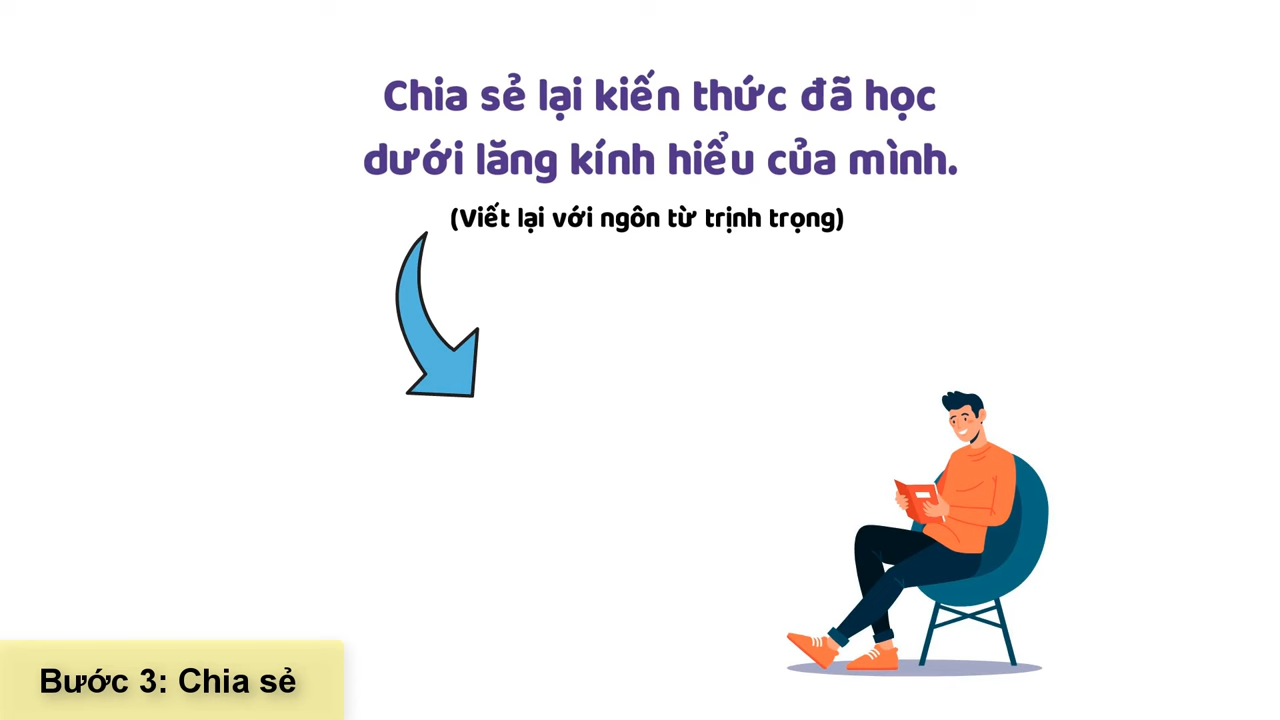 Chia sẻ lại kiến thức đã học
dưới lăng kính hiểu của mình.
(Viết lại với ngôn từ trịnh trọng)
Bước 3: Chia sẻ